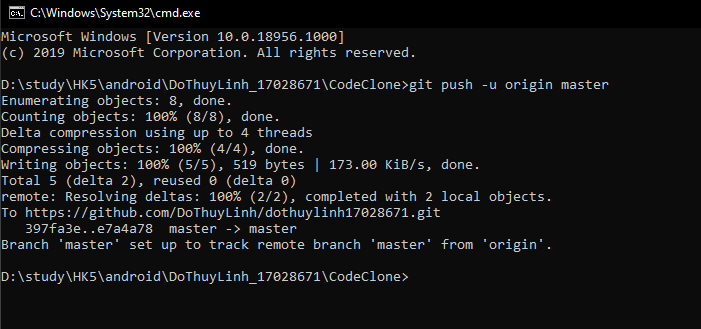 C:\Windows\System32\cmd.exe
Microsoft Windows [Version 10.0.18956.1000]
(c) 2019 Microsoft Corporation. All rights reserved.
D:\study\HK5\android\DoThuyLinh_17028671\CodeClone>git push -u origin master
Enumerating objects: 8, done.
Counting objects: 100% (8/8), done.
Delta compression using up to 4 threads
Compressing objects: 100% (4/4), done.
Writing objects: 100% (5/5), 519 bytes | 173.00 KiB/s, done.
Total 5 (delta 2), reused 0 (delta 0)
remote: Resolving deltas: 100% (2/2), completed with 2 local objects.
To https://github.com/DoThuyLinh/dothuylinh17028671.git
   397fa3e..e7a4a78  master -> master
Branch 'master' set up to track remote branch 'master' from 'origin'.
D:\study\HK5\android\DoThuyLinh_17028671\CodeClone>